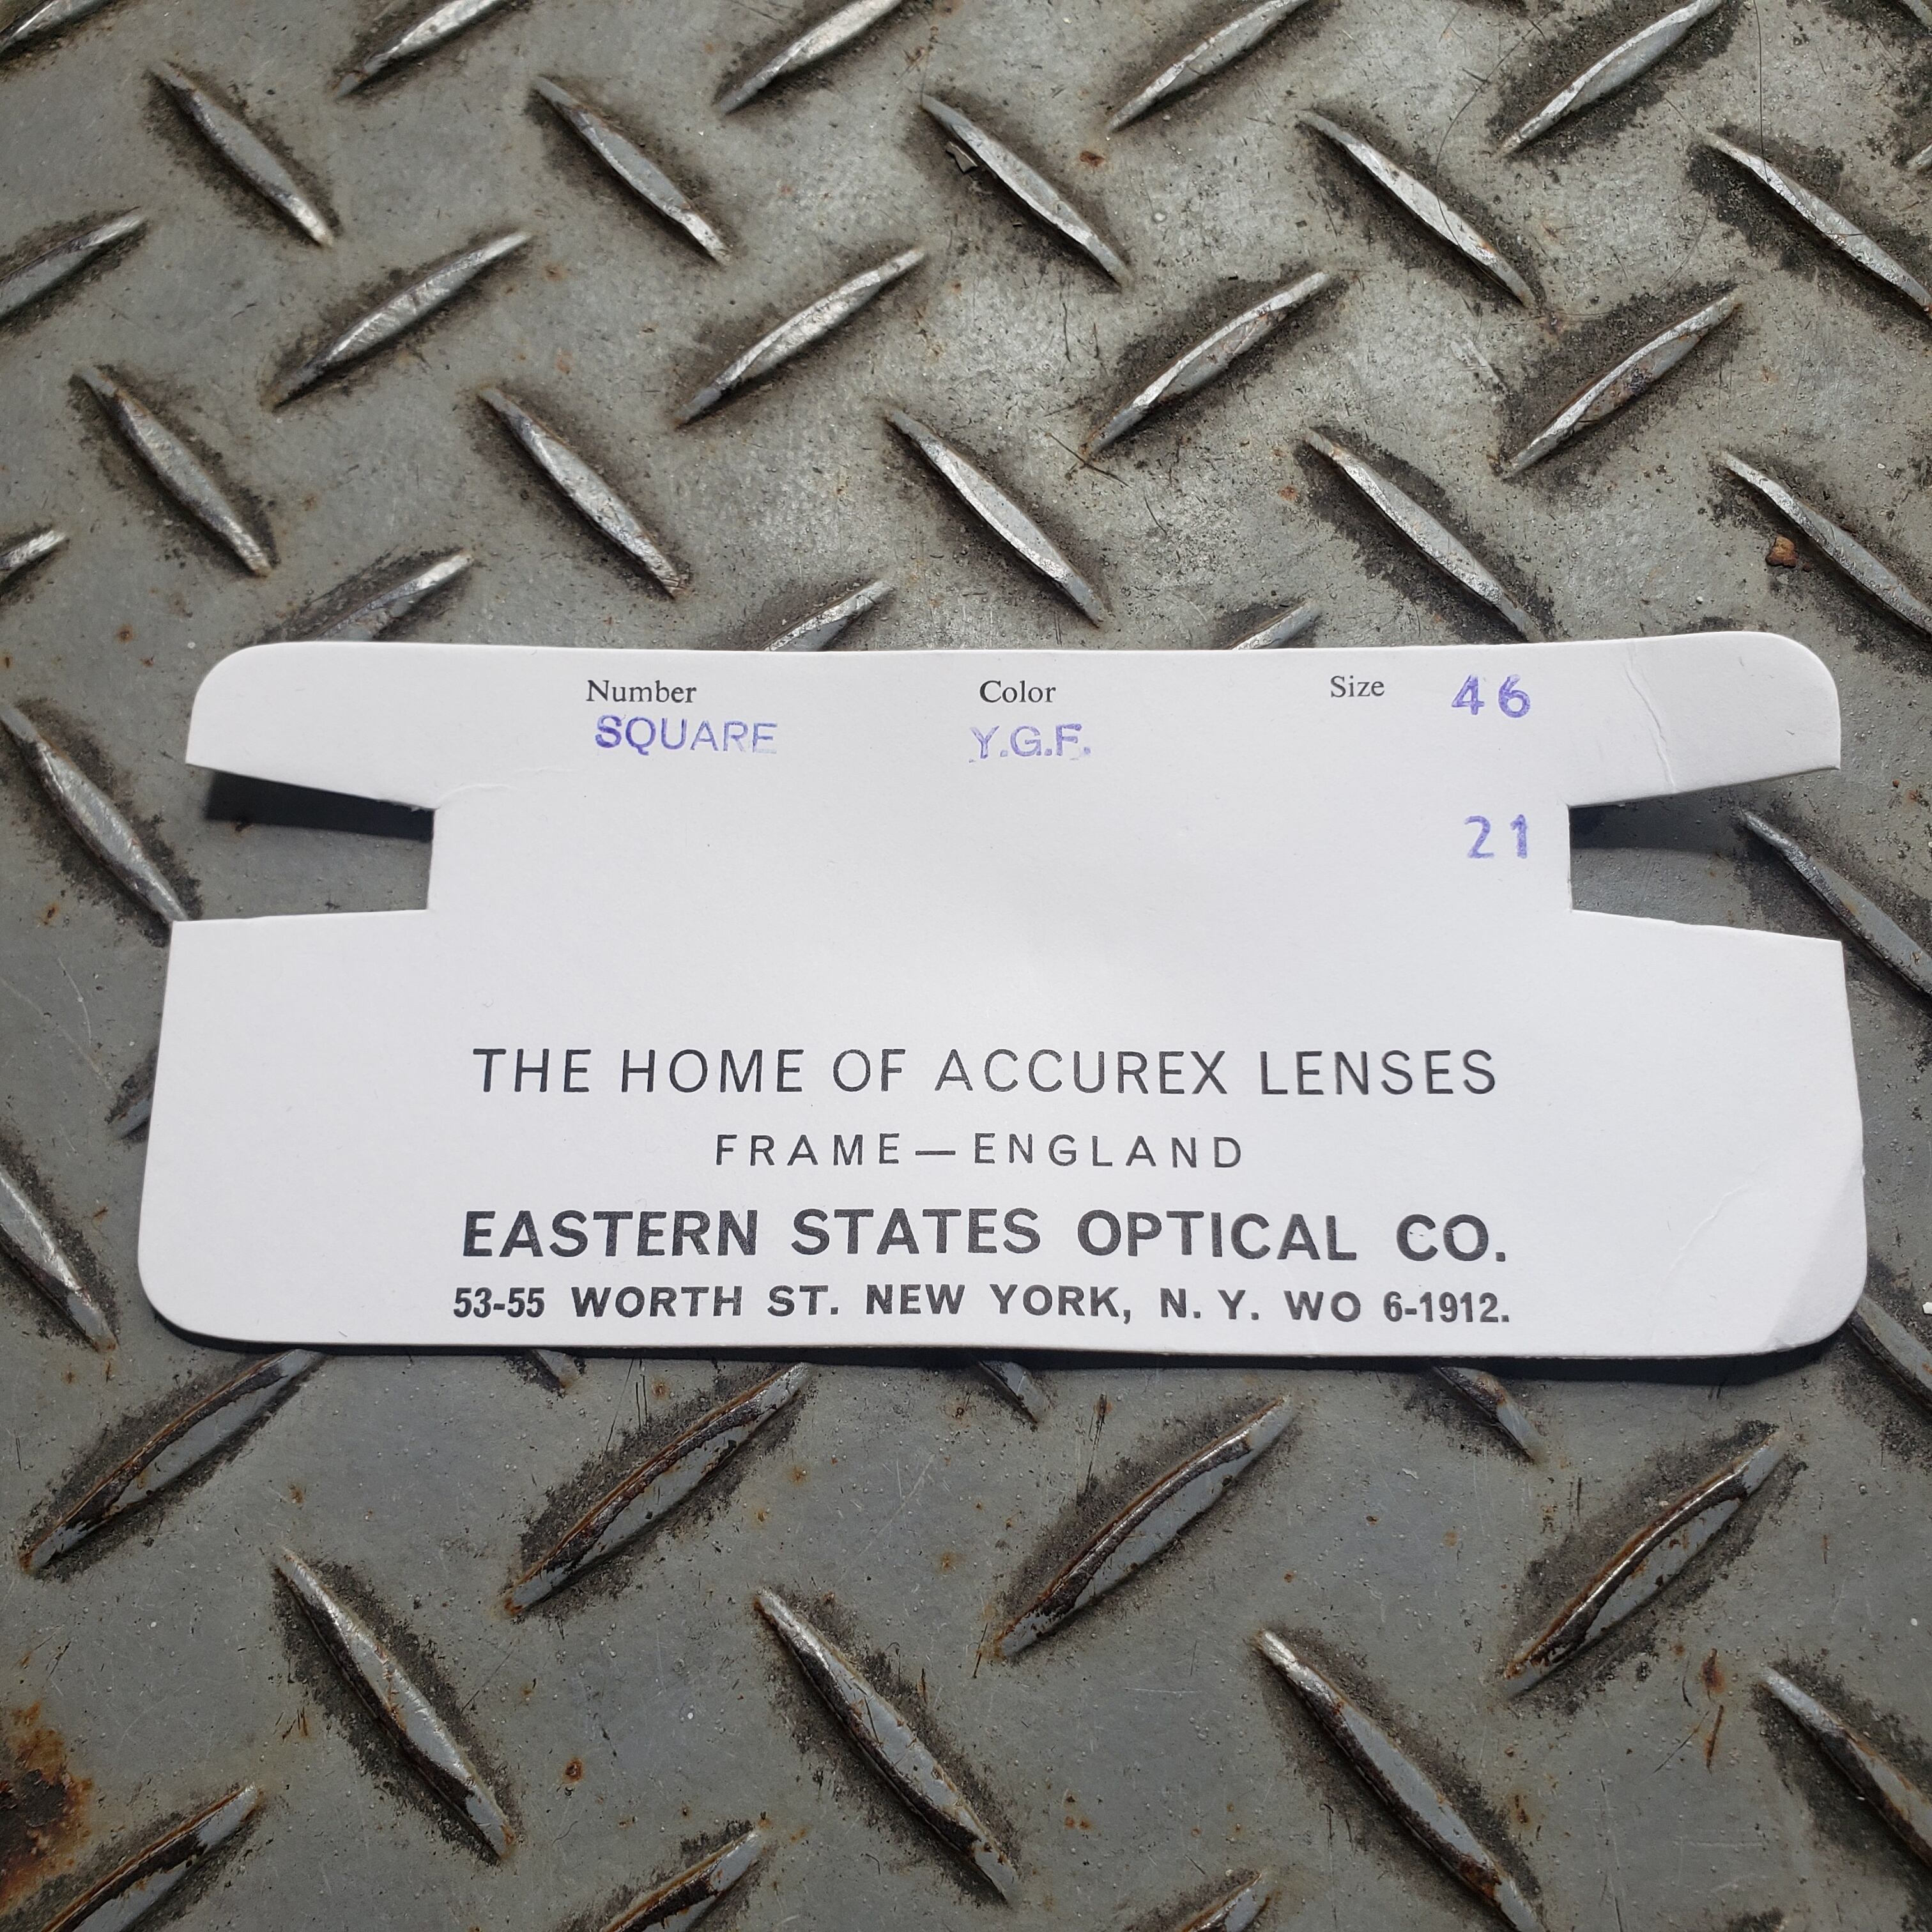 Number Color Size 46
SQUARE Y.G.F.
21
THE HOME OF ACCUREX LENSES
FRAME—ENGLAND
EASTERN STATES OPTICAL CO.
53-55 WORTH ST. NEW YORK, N. Y. WO 6-1912.